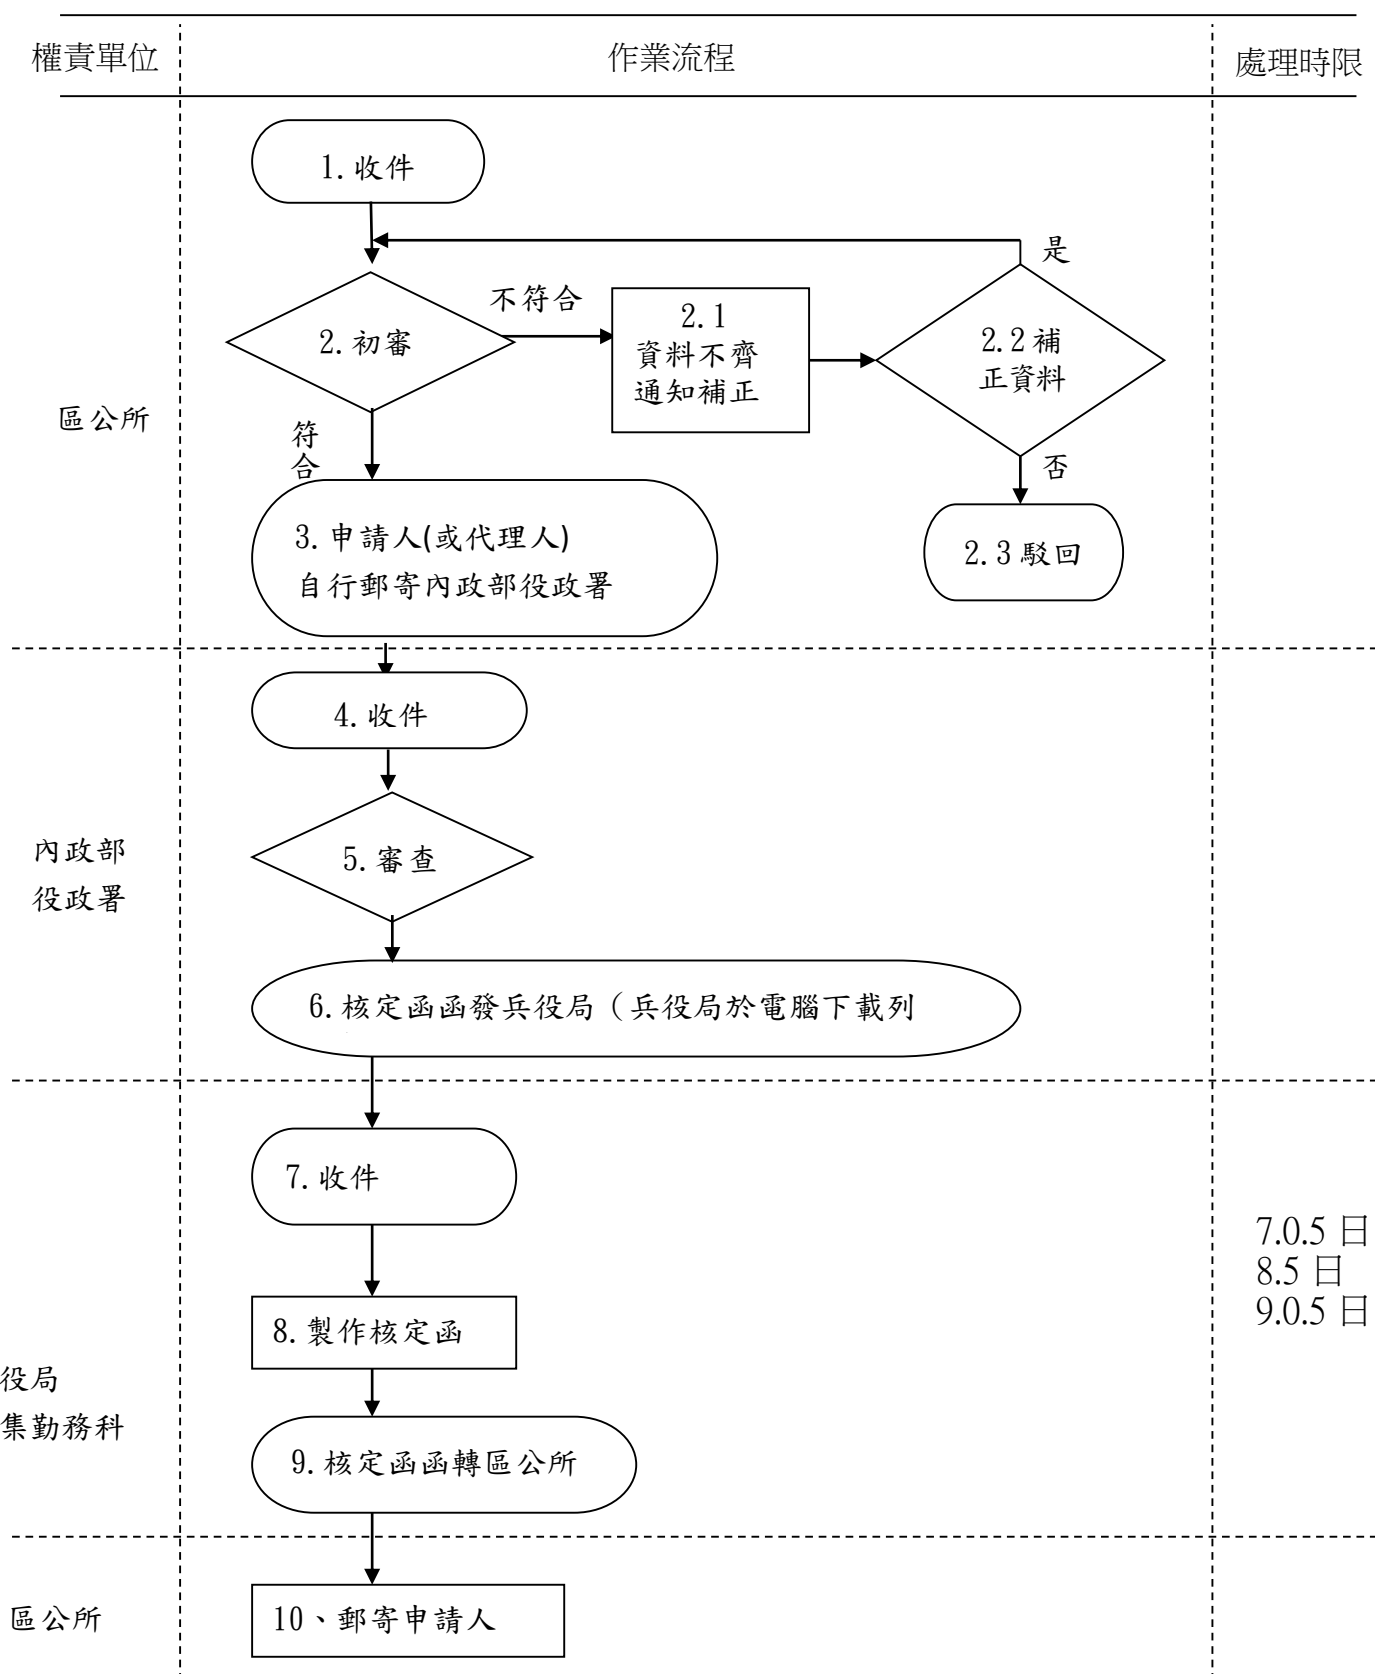 權責單位
作業流程
處理時限
1.收件
是
不符合
2.初審
2.1
資料不齊
通知補正
2.2補
正資料
區公所
符
合
否
3.申請人(或代理人)
自行郵寄內政部役政署
2.3駁回
4.收件
內政部
役政署
5.審查
6.核定函函發兵役局（兵役局於電腦下載列
7.收件
7.0.5 日
8.5 日
9.0.5 日
8.製作核定函
役局
集勤務科
9.核定函函轉區公所
區公所
10、郵寄申請人